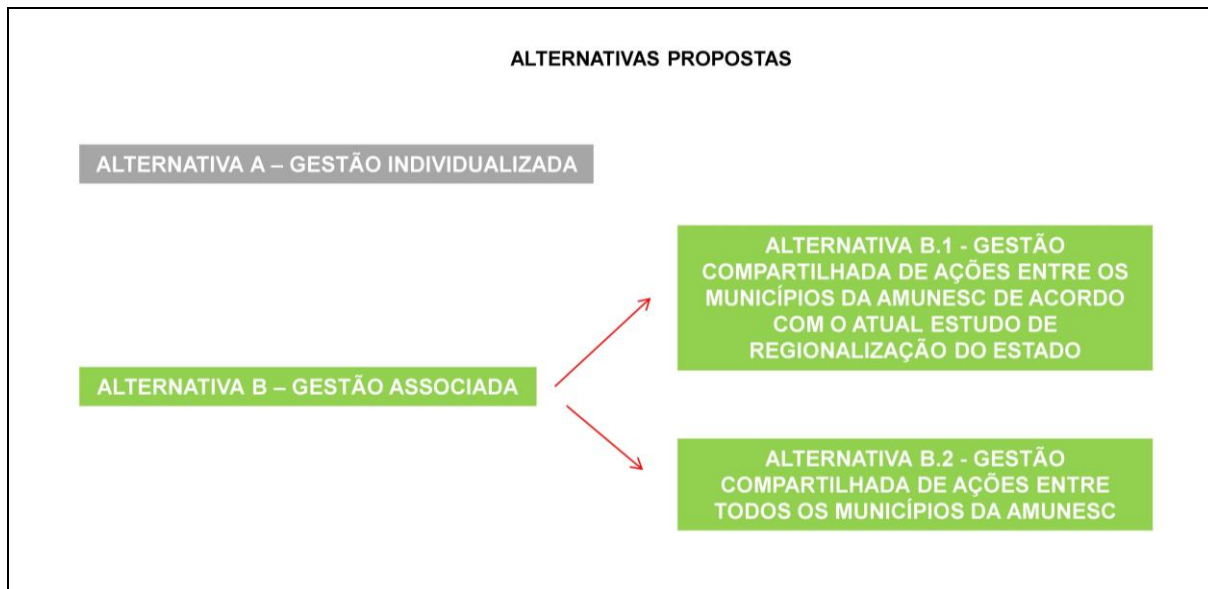 ALTERNATIVAS PROPOSTAS
ALTERNATIVA A – GESTÃO INDIVIDUALIZADA
ALTERNATIVA B – GESTÃO ASSOCIADA
ALTERNATIVA B.1 - GESTÃO
COMPARTILHADA DE AÇÕES ENTRE OS
MUNICÍPIOS DA AMUNESC DE ACORDO
COM O ATUAL ESTUDO DE
REGIONALIZAÇÃO DO ESTADO
ALTERNATIVA B.2 - GESTÃO
COMPARTILHADA DE AÇÕES ENTRE
TODOS OS MUNICÍPIOS DA AMUNESC